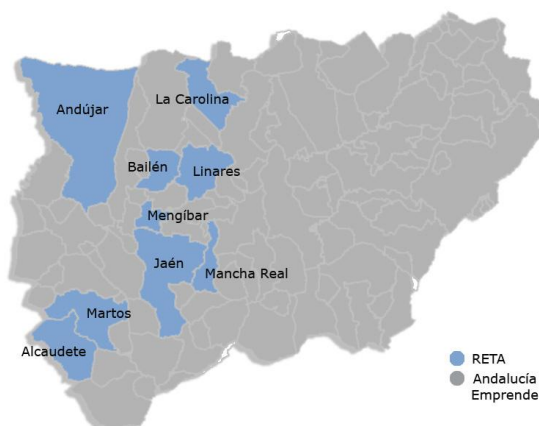 La Carolina
Andújar
Bailén
Linares
Mengíbar
Jaén
Mancha Real
Martos
Alcaudete
RETA
Andalucía
Emprende